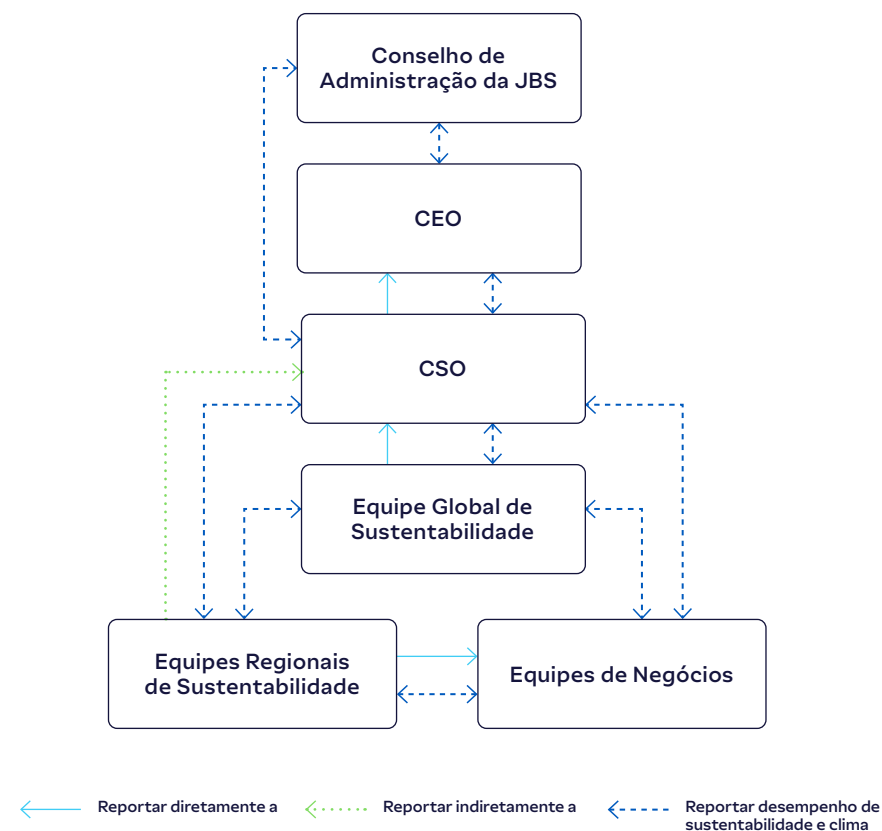 Conselho de
Administração da JBS
CEO
CSO
Equipe Global de
Sustentabilidade
Equipes Regionais
de Sustentabilidade
Equipes de Negócios
Reportar diretamente a
Reportar indiretamente a
Reportar desempenho de
sustentabilidade e clima